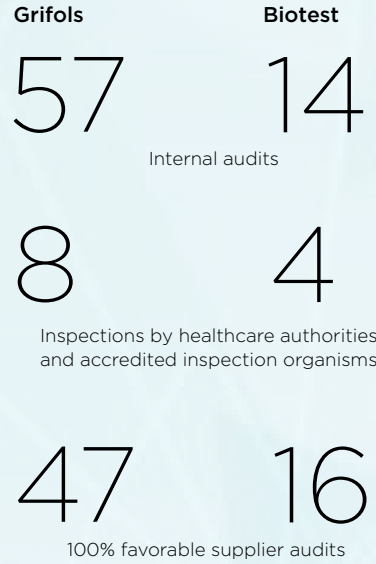 Grifols Biotest
57 14
Internal audits
8 4
Inspections by healthcare authorities
and accredited inspection organisms
47 16
100% favorable supplier audits